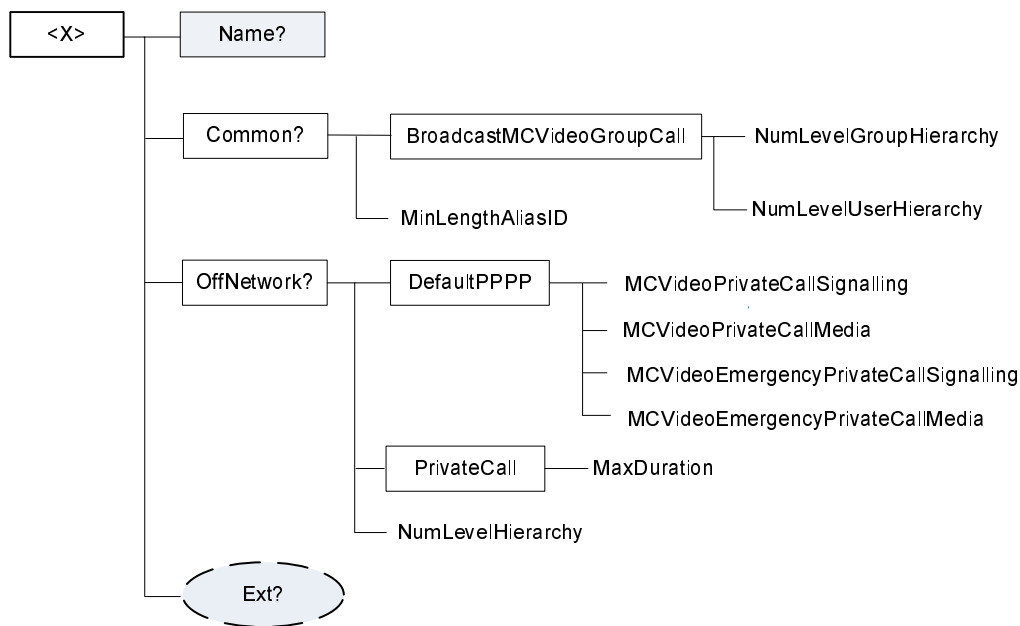 <X>
Name?
Common?
BroadcastMCVideoGroupCall
NumLevelGroupHierarchy
NumLevelUserHierarchy
MinLengthAliasID
OffNetwork?
DefaultPPPP
MCVideoPrivateCallSignalling
MCVideoPrivateCallMedia
MCVideoEmergencyPrivateCallSignalling
MCVideoEmergencyPrivateCallMedia
PrivateCall
MaxDuration
NumLevelHierarchy
Ext?